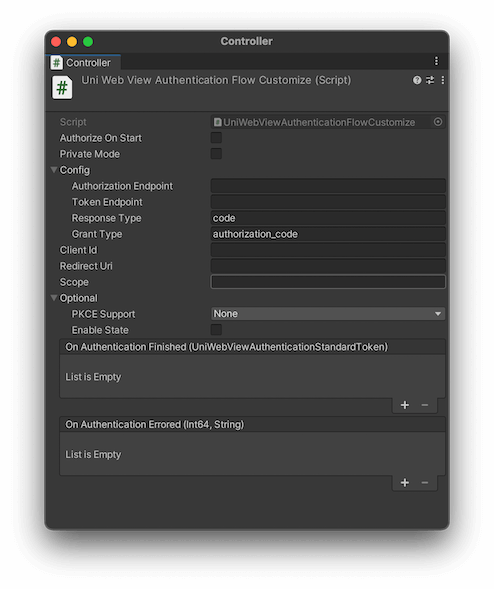 Controller
# Controller
# Uni Web View Authentication Flow Customize (Script)
Script UniWebViewAuthenticationFlowCustomize
Authorize On Start
Private Mode
Config
Authorization Endpoint
Token Endpoint
Response Type code
Grant Type authorization_code
Client Id
Redirect Uri
Scope
Optional
PKCE Support None
Enable State
On Authentication Finished (UniWebViewAuthenticationStandardToken)
List is Empty
+ −
On Authentication Errored (Int64, String)
List is Empty
+ −